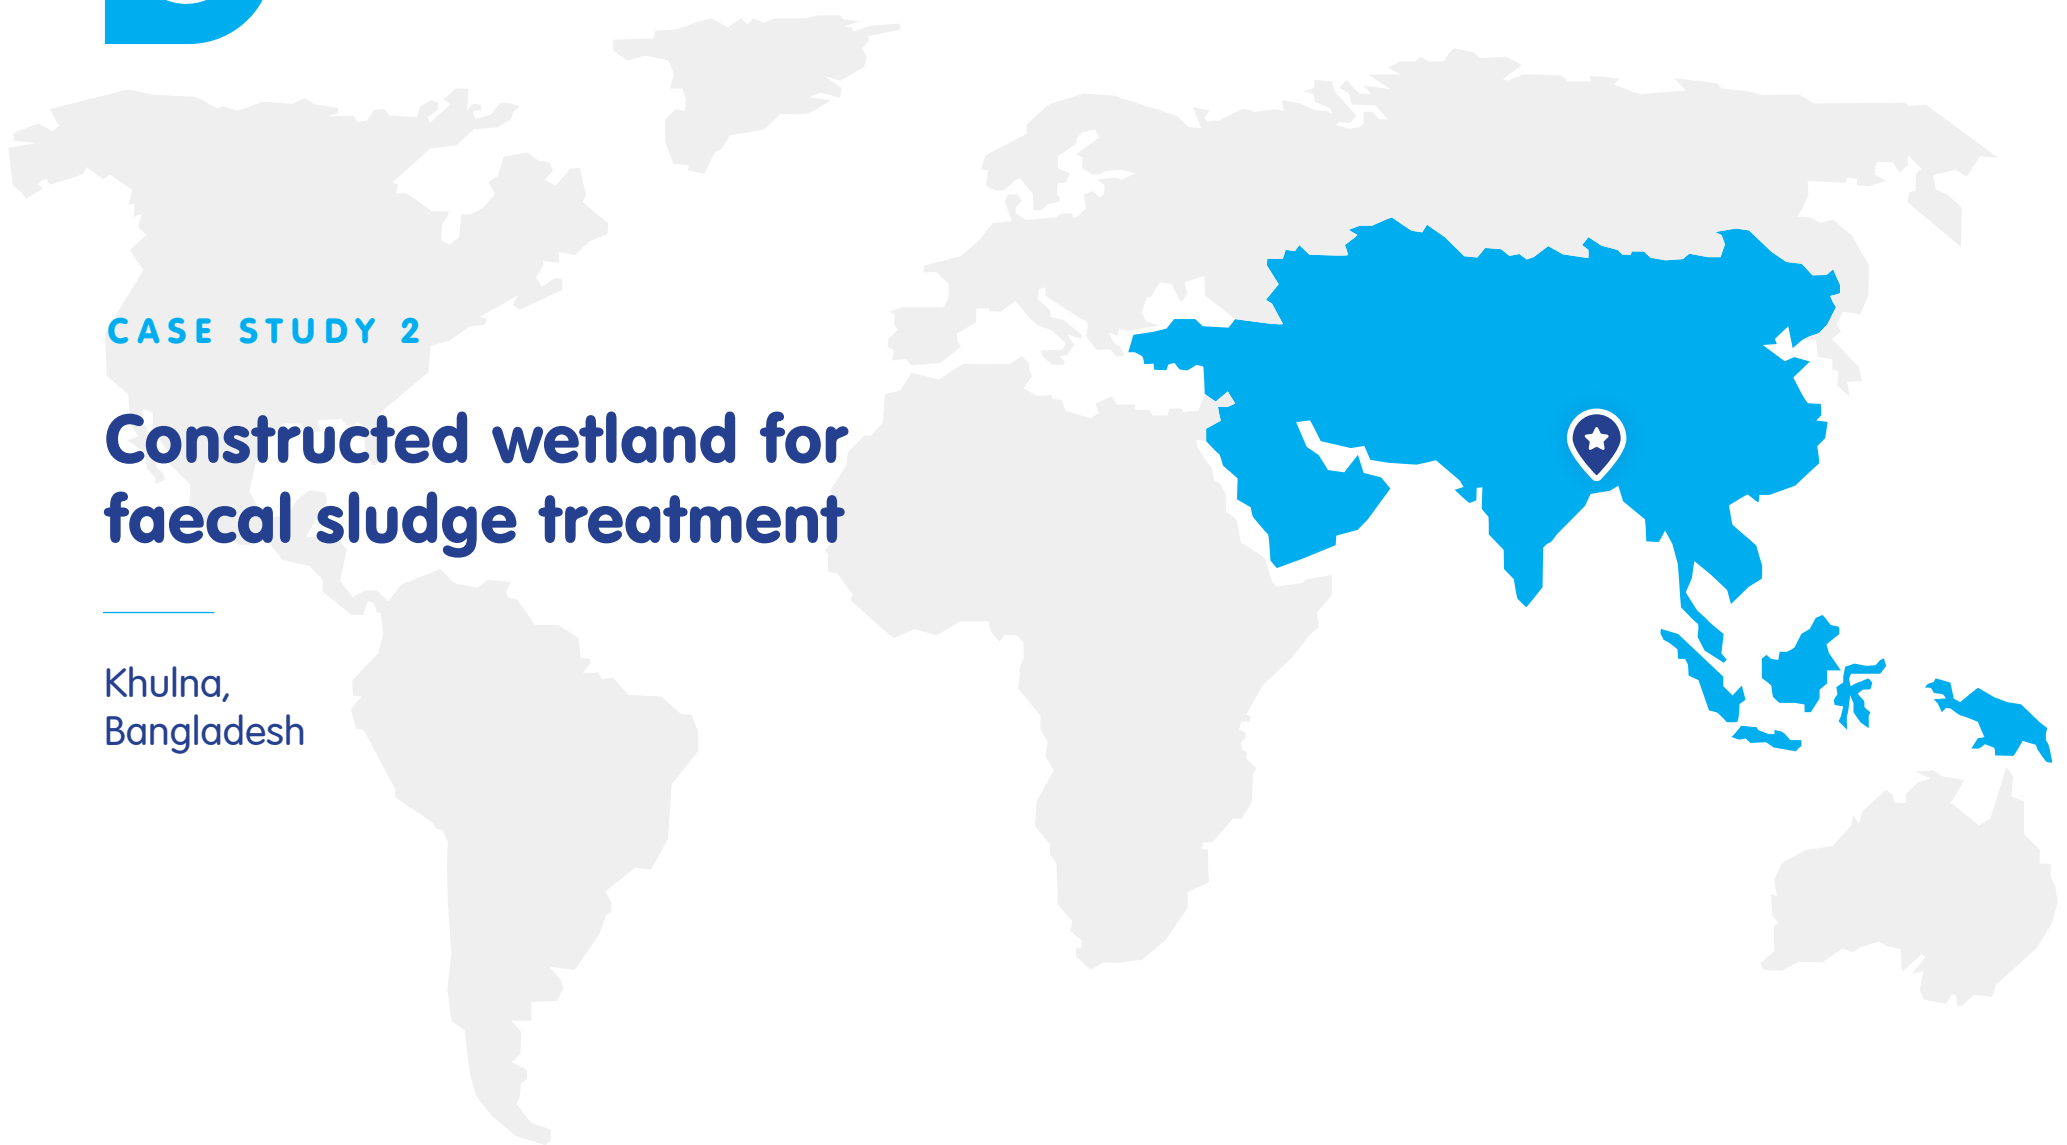 CASE STUDY 2
Constructed wetland for
faecal sludge treatment
Khulna,
Bangladesh